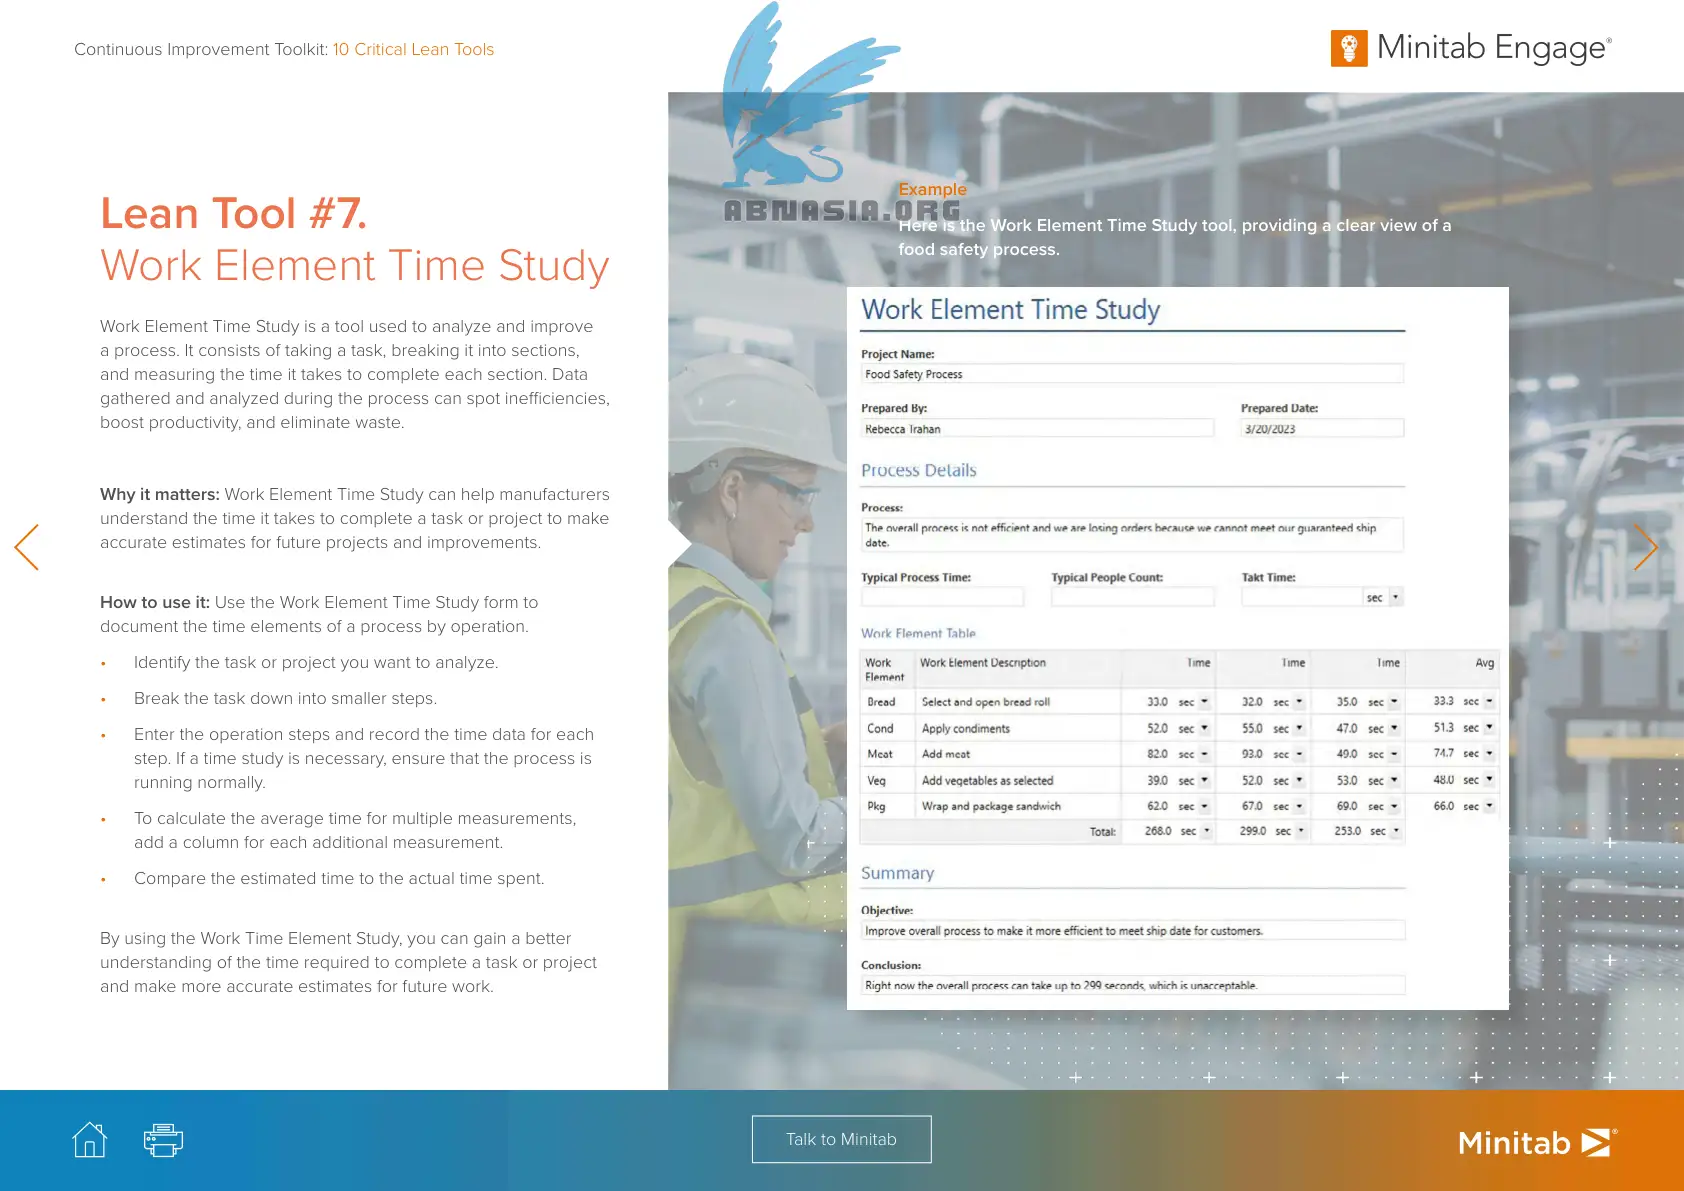 Continuous Improvement Toolkit: 10 Critical Lean Tools
Minitab Engage®
ABNASIA.ORG
Lean Tool #7.
Work Element Time Study
Work Element Time Study is a tool used to analyze and improve
a process. It consists of taking a task, breaking it into sections,
and measuring the time it takes to complete each section. Data
gathered and analyzed during the process can spot inefficiencies,
boost productivity, and eliminate waste.
Why it matters: Work Element Time Study can help manufacturers
understand the time it takes to complete a task or project to make
accurate estimates for future projects and improvements.
How to use it: Use the Work Element Time Study form to
document the time elements of a process by operation.
• Identify the task or project you want to analyze.
• Break the task down into smaller steps.
• Enter the operation steps and record the time data for each
step. If a time study is necessary, ensure that the process is
running normally.
• To calculate the average time for multiple measurements,
add a column for each additional measurement.
• Compare the estimated time to the actual time spent.
By using the Work Time Element Study, you can gain a better
understanding of the time required to complete a task or project
and make more accurate estimates for future work.
Example
Here is the Work Element Time Study tool, providing a clear view of a
food safety process.
Work Element Time Study
Project Name:
Food Safety Process
Prepared By: Prepared Date:
Rebecca Trahan 3/20/2023
Process Details
Process:
The overall process is not efficient and we are losing orders because we cannot meet our guaranteed ship
date.
Typical Process Time: Typical People Count: Takt Time:
sec
Work Element Table
Work Element Work Element Description Time Time Time Avg
Bread Select and open bread roll 33.0 sec 32.0 sec 35.0 sec 33.3 sec
Cond Apply condiments 52.0 sec 55.0 sec 47.0 sec 51.3 sec
Meat Add meat 82.0 sec 93.0 sec 49.0 sec 74.7 sec
Veg Add vegetables as selected 39.0 sec 52.0 sec 53.0 sec 48.0 sec
Pkg Wrap and package sandwich 62.0 sec 67.0 sec 69.0 sec 66.0 sec
Total: 268.0 sec 299.0 sec 253.0 sec
Summary
Objective:
Improve overall process to make it more efficient to meet ship date for customers.
Conclusion:
Right now the overall process can take up to 299 seconds, which is unacceptable.
Talk to Minitab
Minitab®